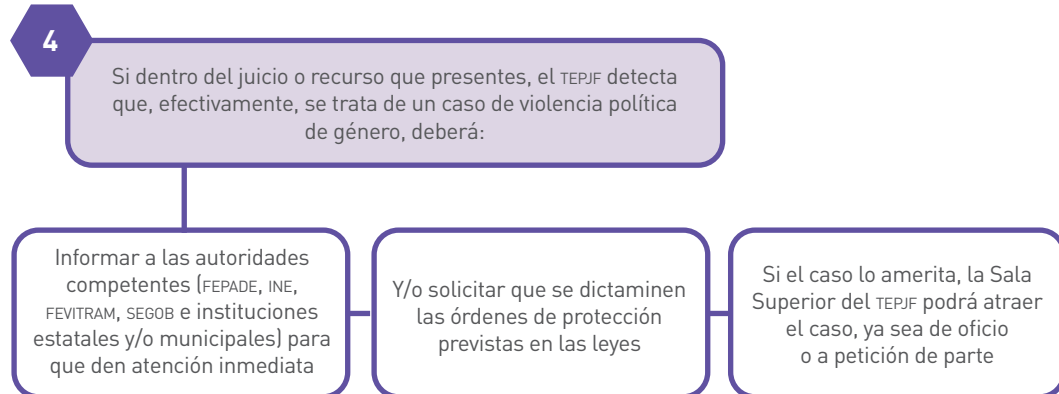 4
Si dentro del juicio o recurso que presentes, el TEPJF detecta
que, efectivamente, se trata de un caso de violencia política
de género, deberá:
Informar a las autoridades
competentes (FEPADE, INE,
FEVITRAM, SEGOB e instituciones
estatales y/o municipales) para
que den atención inmediata
Y/o solicitar que se dictaminen
las órdenes de protección
previstas en las leyes
Si el caso lo amerita, la Sala
Superior del TEPJF podrá atraer
el caso, ya sea de oficio
o a petición de parte